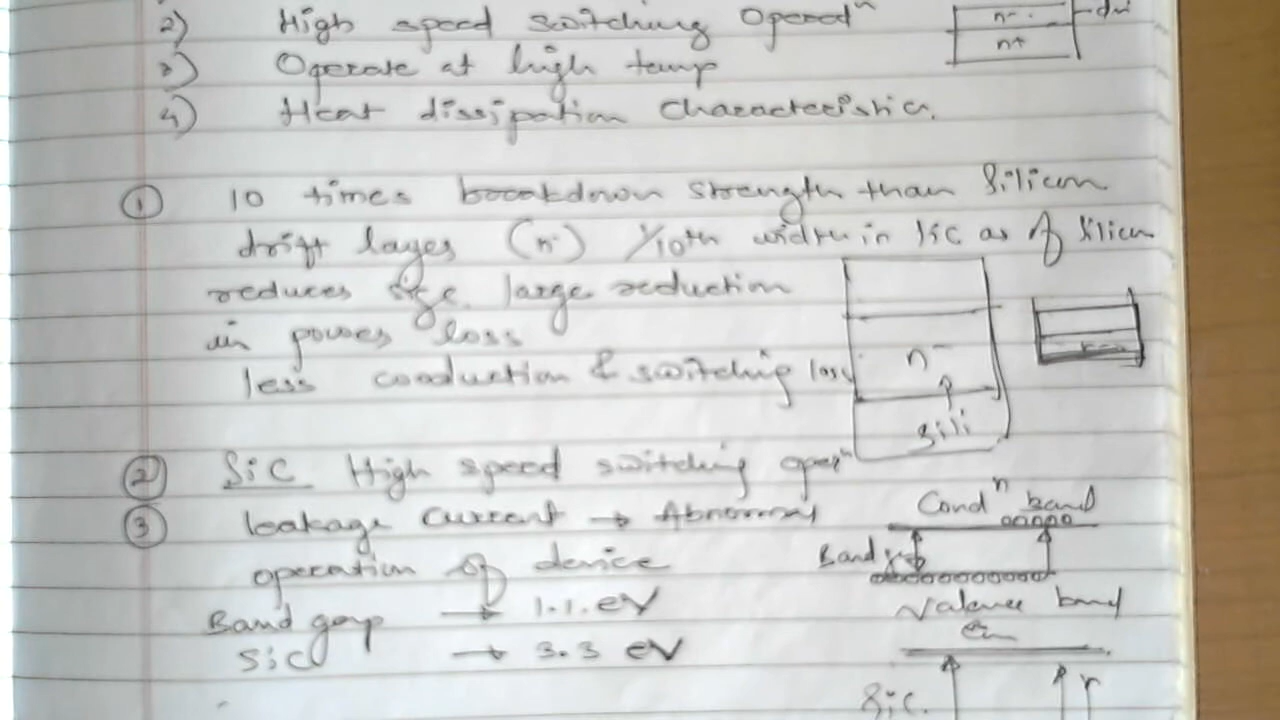 2) High speed switching Operatⁿ
n-
3) Operate at high temp
n+
4) Heat dissipation Characteristics.
① 10 times breakdown strength than Silicon
drift layer (n-) 1/10th width in SiC as of Silicon
reduces size. large reduction
in power loss
n-
less conduction & switching loss
Sili
② SiC High speed switching operⁿ
③ leakage current → Abnormal
Condⁿ band
operation of device
Band
Valence band
Band gap → 1.1.eV
SiC → 3.3 eV
SiC.